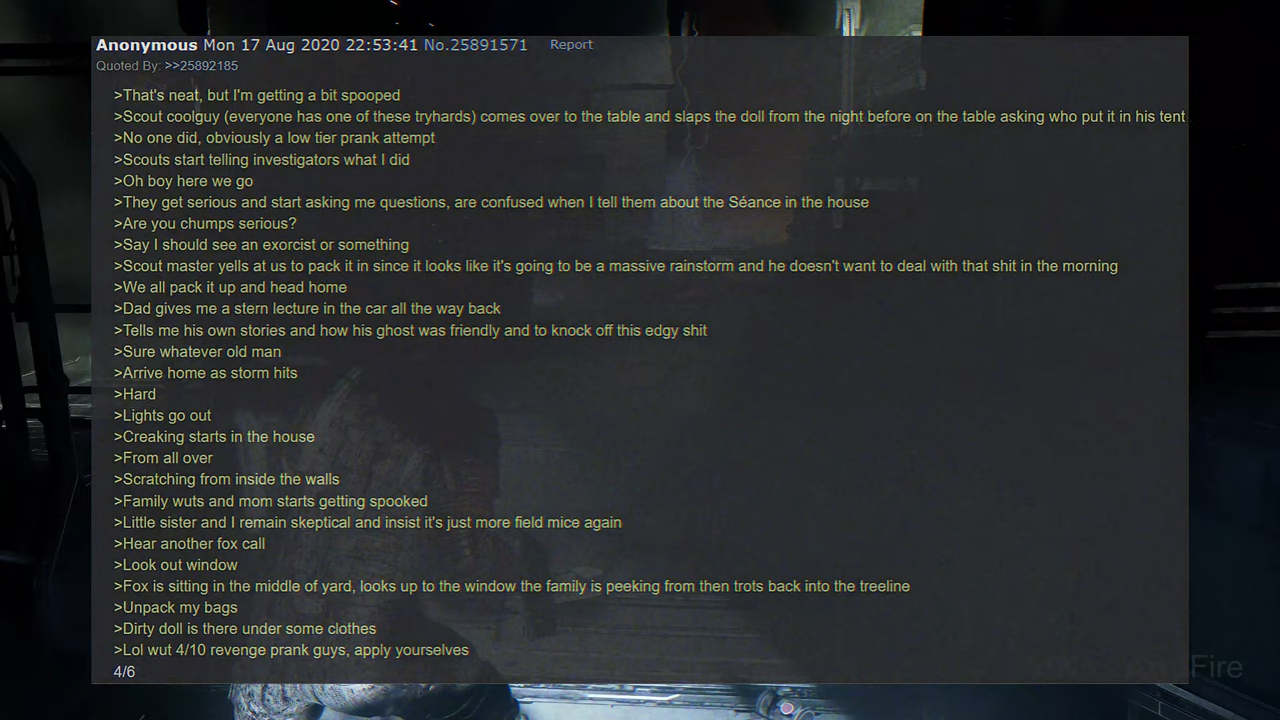 Anonymous Mon 17 Aug 2020 22:53:41 No.25891571 Report
Quoted By: >>25892185
>That's neat, but I'm getting a bit spooped
>Scout coolguy (everyone has one of these tryhards) comes over to the table and slaps the doll from the night before on the table asking who put it in his tent
>No one did, obviously a low tier prank attempt
>Scouts start telling investigators what I did
>Oh boy here we go
>They get serious and start asking me questions, are confused when I tell them about the Séance in the house
>Are you chumps serious?
>Say I should see an exorcist or something
>Scout master yells at us to pack it in since it looks like it's going to be a massive rainstorm and he doesn't want to deal with that shit in the morning
>We all pack it up and head home
>Dad gives me a stern lecture in the car all the way back
>Tells me his own stories and how his ghost was friendly and to knock off this edgy shit
>Sure whatever old man
>Arrive home as storm hits
>Hard
>Lights go out
>Creaking starts in the house
>From all over
>Scratching from inside the walls
>Family wuts and mom starts getting spooked
>Little sister and I remain skeptical and insist it's just more field mice again
>Hear another fox call
>Look out window
>Fox is sitting in the middle of yard, looks up to the window the family is peeking from then trots back into the treeline
>Unpack my bags
>Dirty doll is there under some clothes
>Lol wut 4/10 revenge prank guys, apply yourselves
4/6
Fire